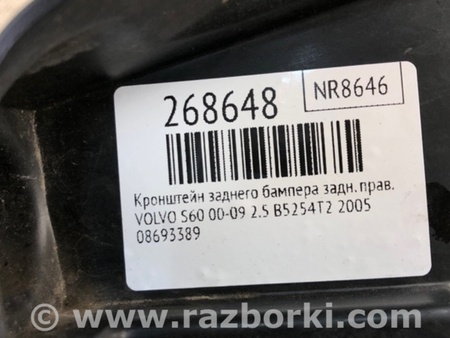 268648
NR8646
Кронштейн заднего бампера задн. прав.
VOLVO S60 00-09 2.5 B5254T2 2005
08693389
© www.razborki.com